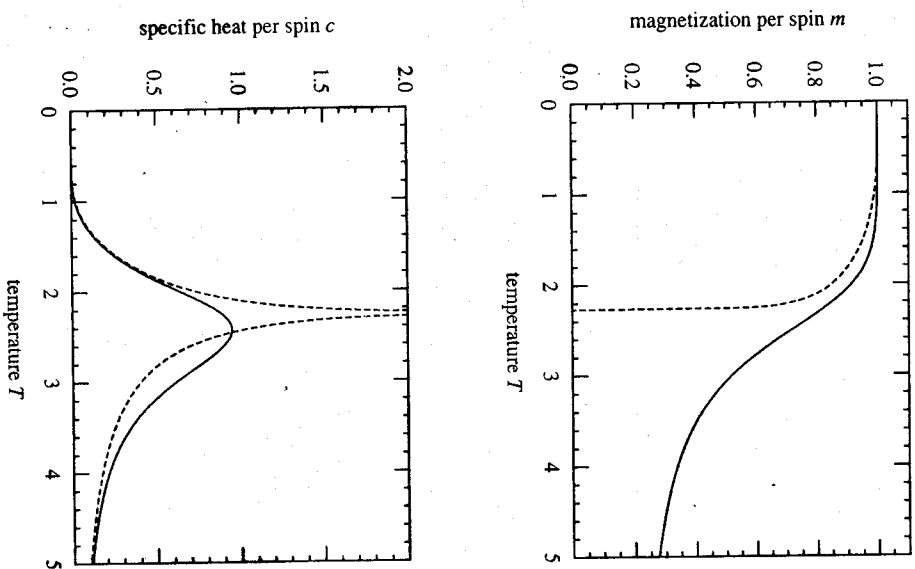 magnetization per spin m
1.0
0.8
0.6
0.4
0.2
0.0
0 1 2 3 4 5
temperature T
specific heat per spin c
2.0
1.5
1.0
0.5
0.0
0 1 2 3 4 5
temperature T